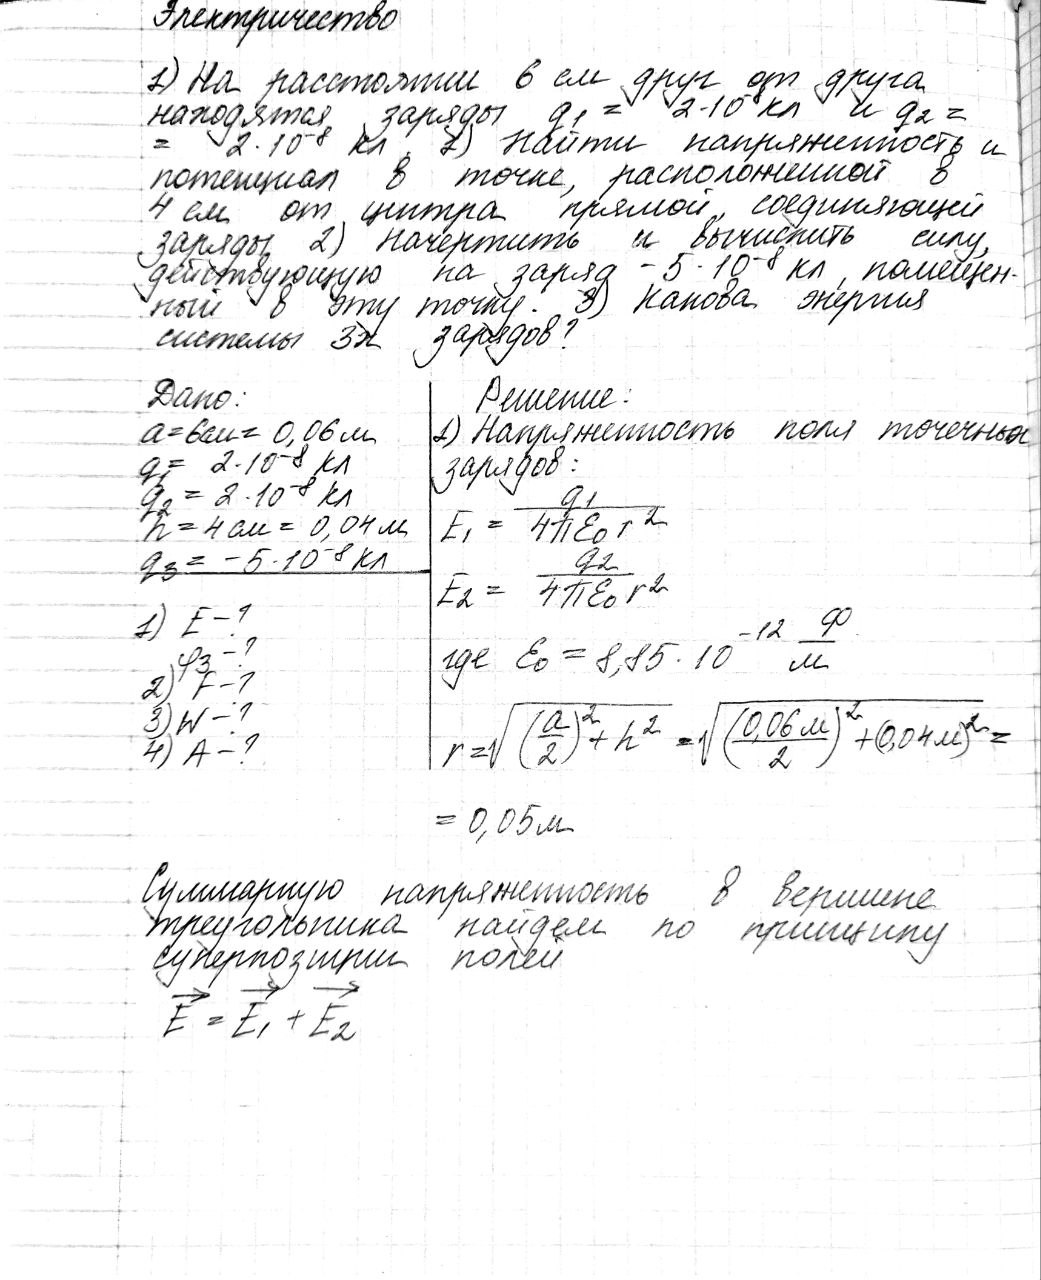 Электричество
1) На расстоянии 6 см друг от друга
находятся заряды q₁ = 2·10⁻⁸ Кл и q₂ =
= 2·10⁻⁸ Кл. 1) Найти напряженность и
потенциал в точке, расположенной в
4 см от центра прямой, соединяющей
заряды. 2) Начертить и вычислить силу,
действующую на заряд -5·10⁻⁸ Кл, помещен-
ный в эту точку. 3) Какова энергия
системы 3х зарядов?
Дано:
a = 6см = 0,06 м
q₁ = 2·10⁻⁸ Кл
q₂ = 2·10⁻⁸ Кл
h = 4см = 0,04 м
q₃ = -5·10⁻⁸ Кл
1) E - ?
φ₃ - ?
2) F - ?
3) W - ?
4) A - ?
Решение:
1) Напряженность поля точечных
зарядов:
E₁ = q₁ / 4πε₀r²
E₂ = q₂ / 4πε₀r²
где ε₀ = 8,85·10⁻¹² Ф/м
r = √((a/2)² + h²) = √((0,06 м/2)² + (0,04м)²) =
= 0,05 м
Суммарную напряженность в вершине
треугольника найдем по принципу
суперпозиции полей
E⃗ = E⃗₁ + E⃗₂